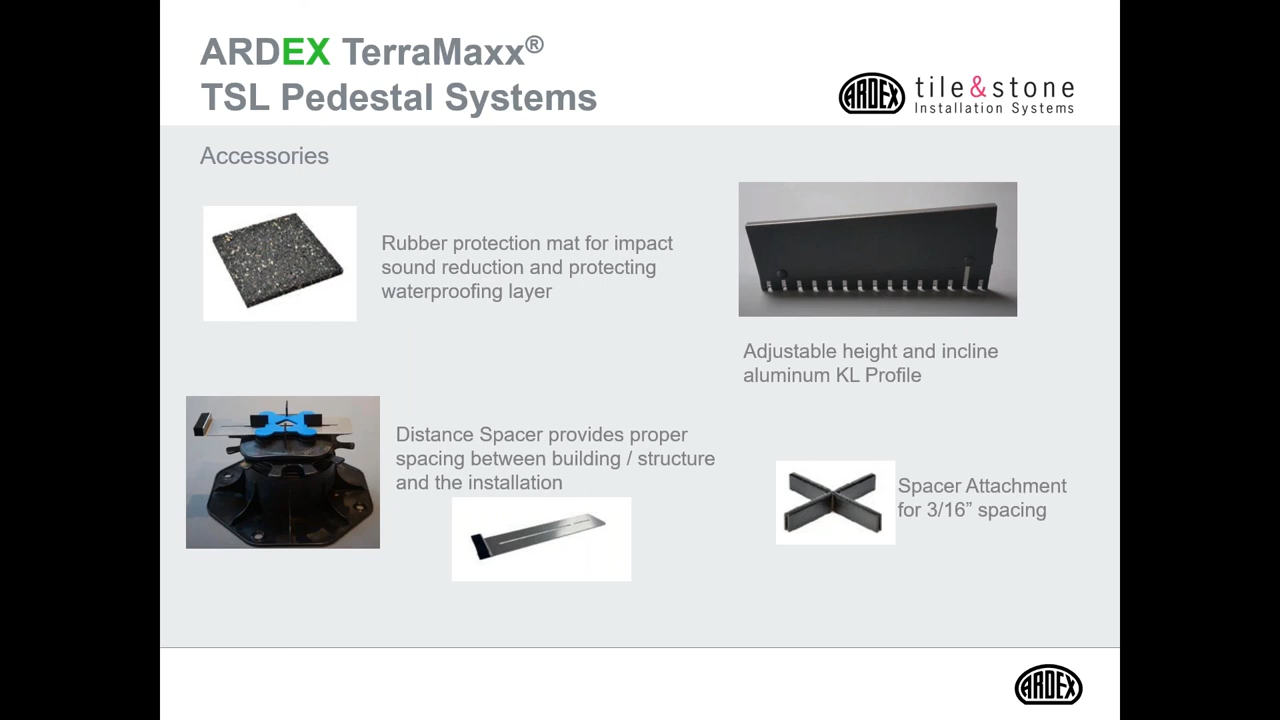 ARDEX TerraMaxx®
TSL Pedestal Systems
ARDEX
tile&stone
Installation Systems
Accessories
Rubber protection mat for impact
sound reduction and protecting
waterproofing layer
Adjustable height and incline
aluminum KL Profile
Distance Spacer provides proper
spacing between building / structure
and the installation
Spacer Attachment
for 3/16” spacing
ARDEX